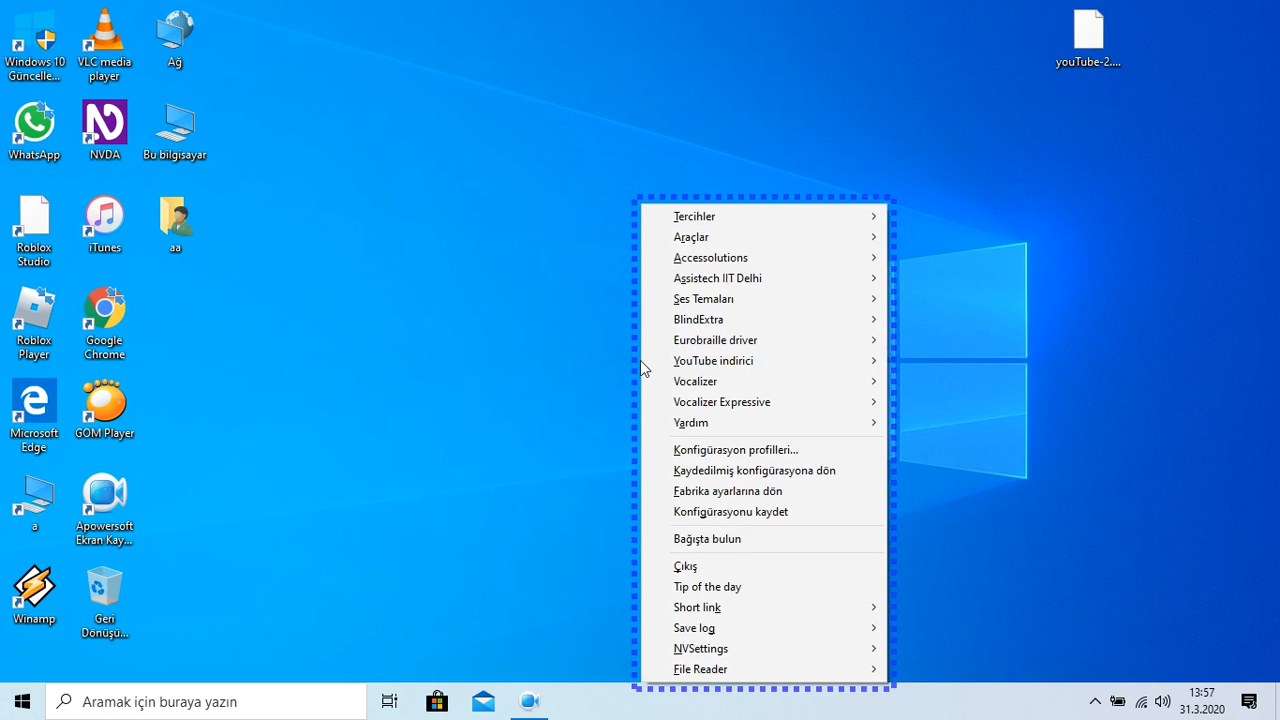 Windows 10
Güncelle...
VLC media
player
Ağ
WhatsApp
NVDA
Bu bilgisayar
Roblox
Studio
iTunes
aa
Roblox
Player
Google
Chrome
Microsoft
Edge
GOM Player
a
Apowersoft
Ekran Kay...
Winamp
Geri
Dönüşü...
youTube-2....
Tercihler
Araçlar
Accessolutions
Assistech IIT Delhi
Ses Temaları
BlindExtra
Eurobraille driver
YouTube indirici
Vocalizer
Vocalizer Expressive
Yardım
Konfigürasyon profilleri...
Kaydedilmiş konfigürasyona dön
Fabrika ayarlarına dön
Konfigürasyonu kaydet
Bağışta bulun
Çıkış
Tip of the day
Short link
Save log
NVSettings
File Reader
Aramak için buraya yazın
13:57
31.3.2020